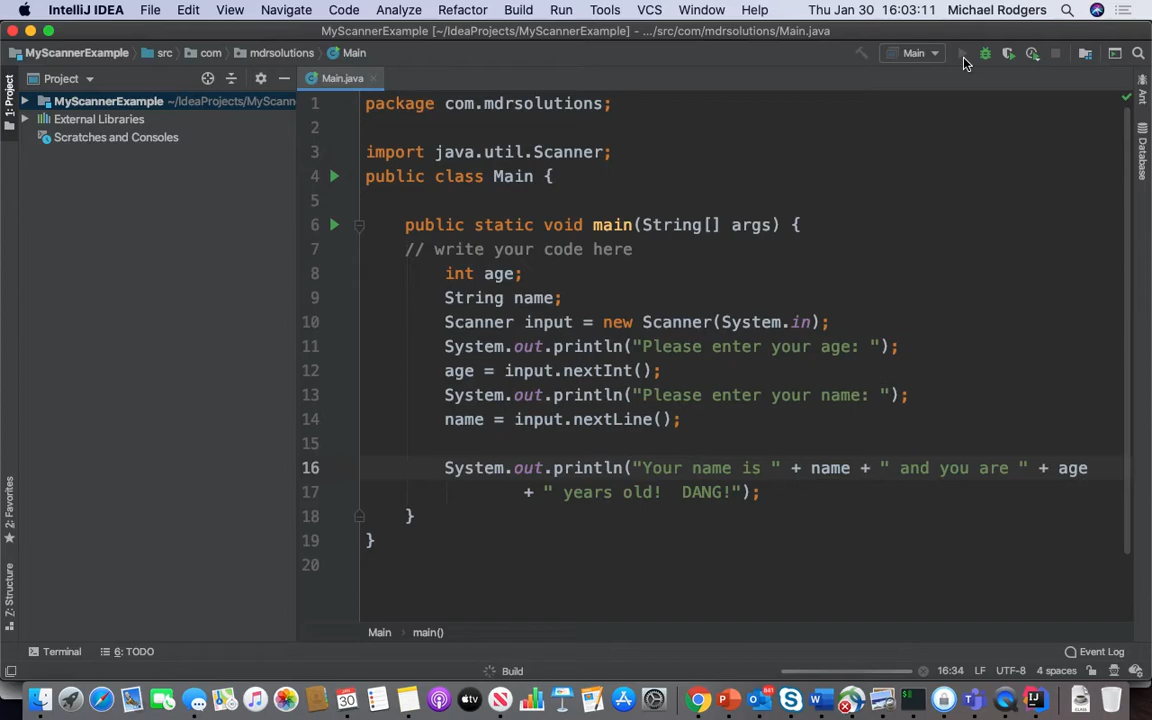 IntelliJ IDEA File Edit View Navigate Code Analyze Refactor Build Run Tools VCS Window Help Thu Jan 30 16:03:11 Michael Rodgers
MyScannerExample [~/IdeaProjects/MyScannerExample] - .../src/com/mdrsolutions/Main.java
MyScannerExample src com mdrsolutions Main Main
Project Main.java
1: Project
MyScannerExample ~/IdeaProjects/MyScann
External Libraries
Scratches and Consoles
2: Favorites
7: Structure
1 package com.mdrsolutions;
2
3 import java.util.Scanner;
4 public class Main {
5
6 public static void main(String[] args) {
7 // write your code here
8 int age;
9 String name;
10 Scanner input = new Scanner(System.in);
11 System.out.println("Please enter your age: ");
12 age = input.nextInt();
13 System.out.println("Please enter your name: ");
14 name = input.nextLine();
15
16 System.out.println("Your name is " + name + " and you are " + age
17 + " years old!  DANG!");
18 }
19 }
20
Ant
Database
Main main()
Terminal 6: TODO Event Log
Build 16:34 LF UTF-8 4 spaces